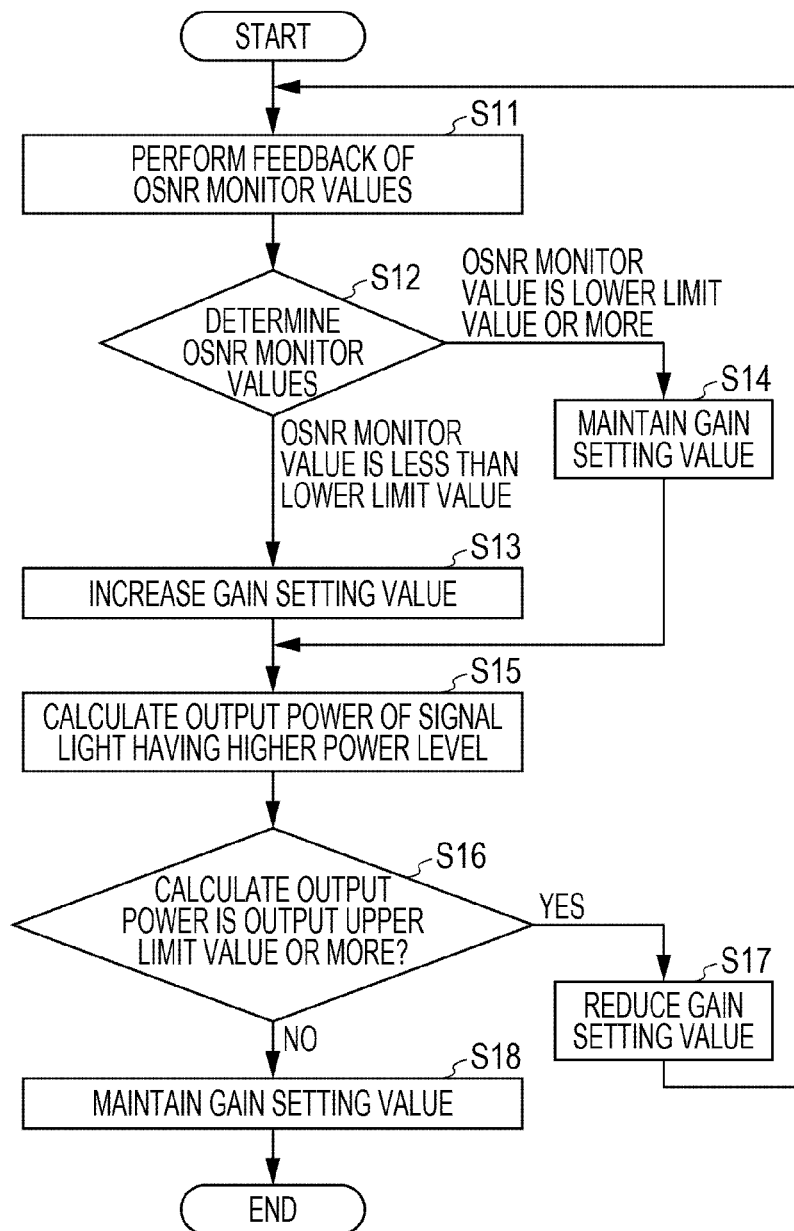 START
S11
PERFORM FEEDBACK OF
OSNR MONITOR VALUES
S12
DETERMINE
OSNR MONITOR
VALUES
OSNR MONITOR
VALUE IS LOWER LIMIT
VALUE OR MORE
S14
MAINTAIN GAIN
SETTING VALUE
OSNR MONITOR
VALUE IS LESS THAN
LOWER LIMIT VALUE
S13
INCREASE GAIN SETTING VALUE
S15
CALCULATE OUTPUT POWER OF SIGNAL
LIGHT HAVING HIGHER POWER LEVEL
S16
CALCULATE OUTPUT
POWER IS OUTPUT UPPER
LIMIT VALUE OR MORE?
YES
S17
REDUCE GAIN
SETTING VALUE
NO
S18
MAINTAIN GAIN SETTING VALUE
END